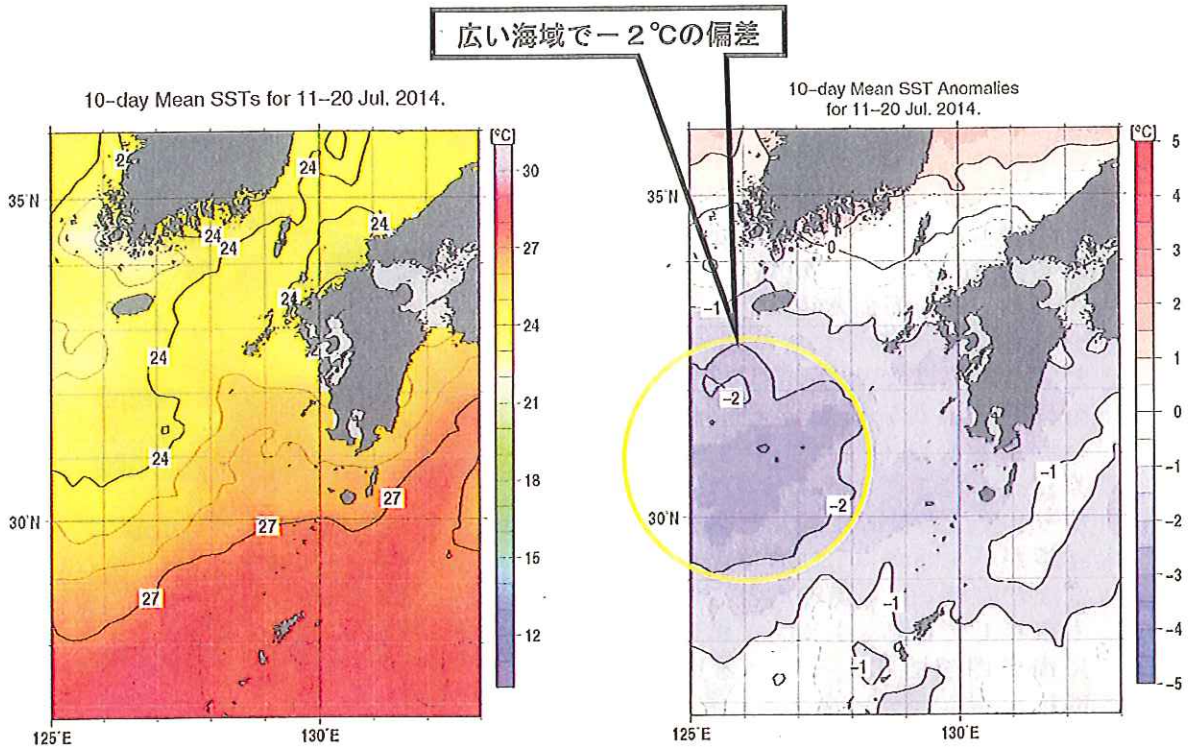 広い海域で－２℃の偏差
10-day Mean SSTs for 11-20 Jul. 2014.
[°C]
30
27
24
21
18
15
12
35°N
30°N
125°E
130°E
24
24
24
24
24
24
24
27
27
27
10-day Mean SST Anomalies
for 11-20 Jul. 2014.
[°C]
5
4
3
2
1
0
-1
-2
-3
-4
-5
35°N
30°N
125°E
130°E
0
-1
-2
-2
-1
-1
-1